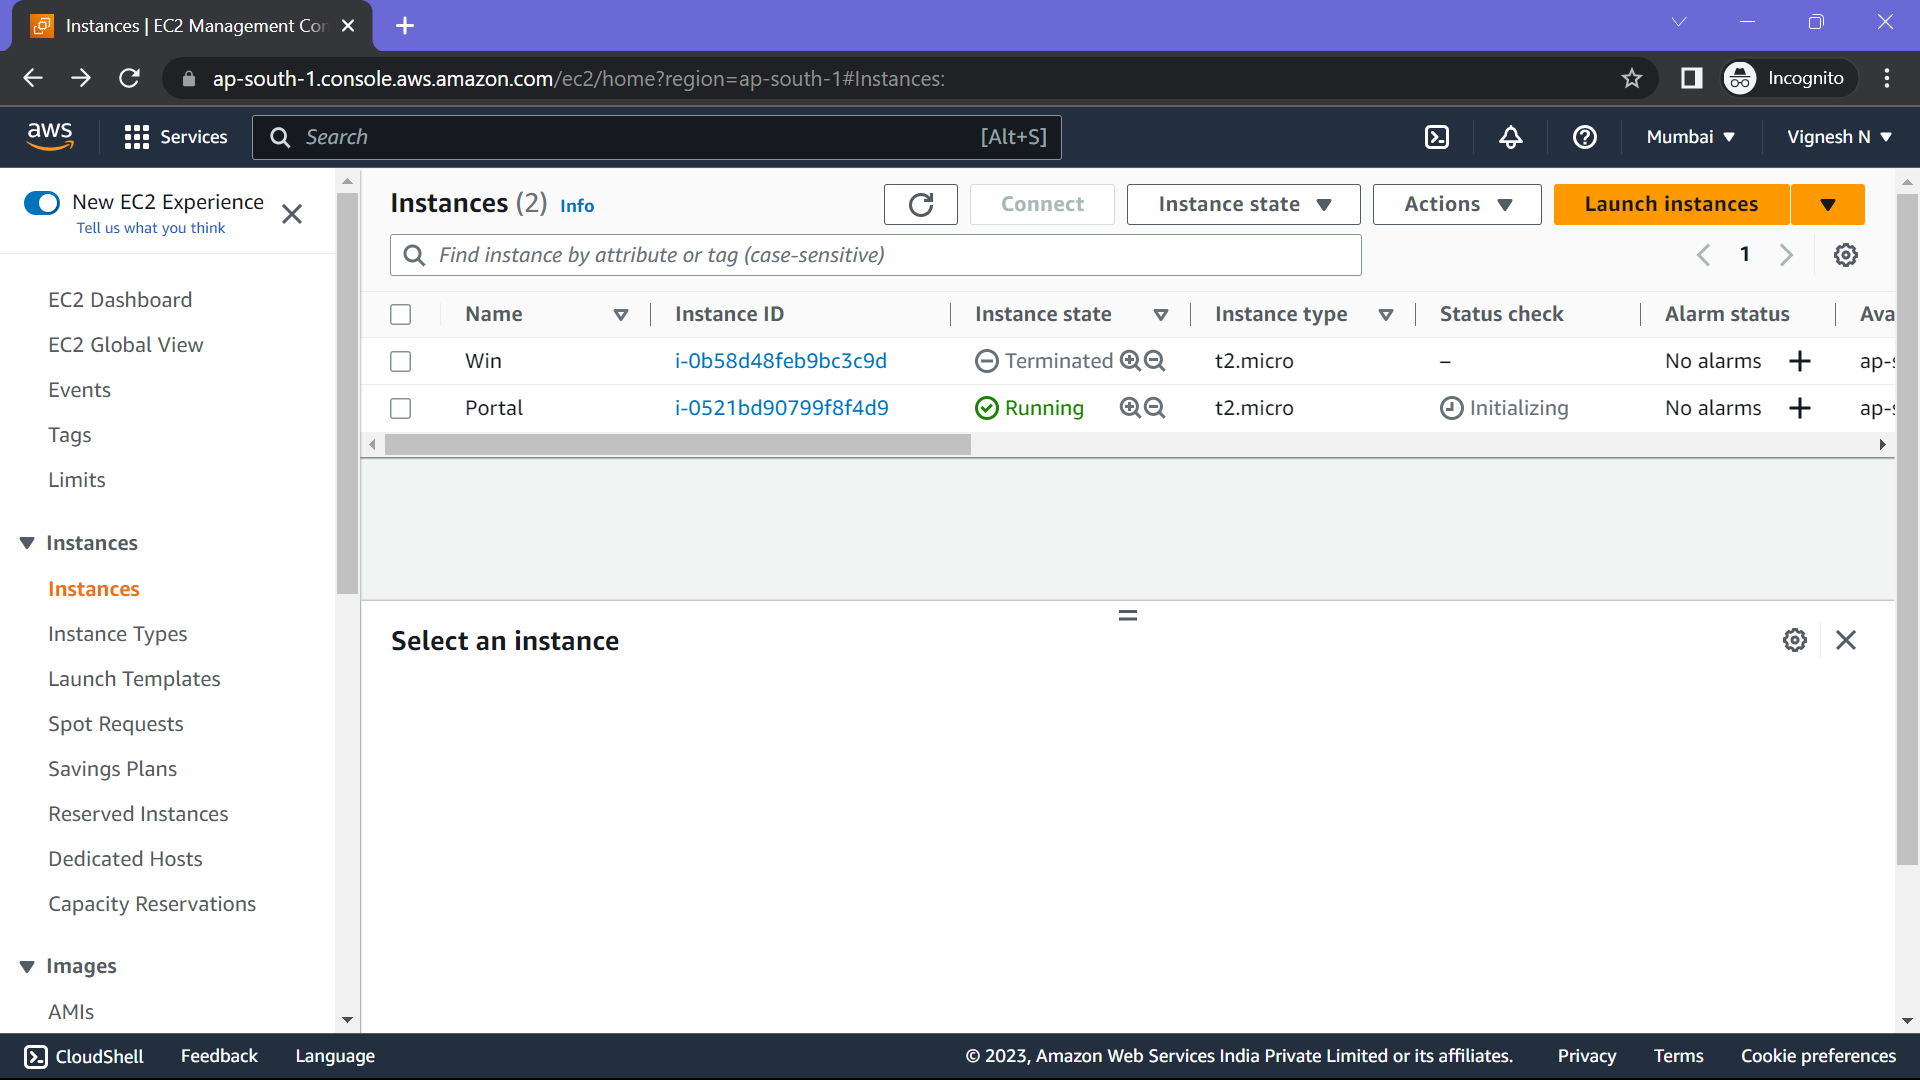 Instances | EC2 Management Con
ap-south-1.console.aws.amazon.com/ec2/home?region=ap-south-1#Instances:
Incognito
aws
Services
Search
[Alt+S]
Mumbai
Vignesh N
New EC2 Experience
Tell us what you think
EC2 Dashboard
EC2 Global View
Events
Tags
Limits
Instances
Instances
Instance Types
Launch Templates
Spot Requests
Savings Plans
Reserved Instances
Dedicated Hosts
Capacity Reservations
Images
AMIs
Instances (2) Info
Connect
Instance state
Actions
Launch instances
Find instance by attribute or tag (case-sensitive)
1
Name Instance ID Instance state Instance type Status check Alarm status Ava
Win i-0b58d48feb9bc3c9d Terminated t2.micro – No alarms ap-s
Portal i-0521bd90799f8f4d9 Running t2.micro Initializing No alarms ap-s
Select an instance
CloudShell Feedback Language © 2023, Amazon Web Services India Private Limited or its affiliates. Privacy Terms Cookie preferences